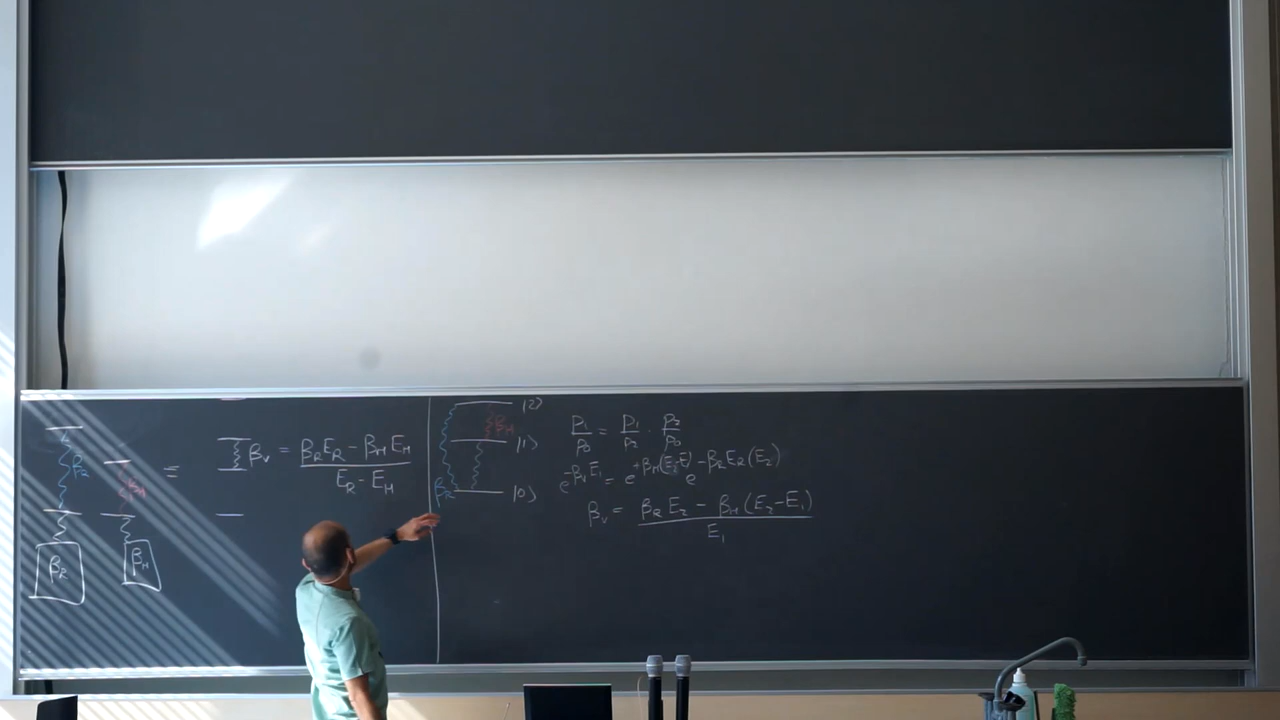 β_R
β_H
≡
β_R
β_H
β_v = (β_R E_R − β_H E_H) / (E_R − E_H)
|2⟩
β_H
|1⟩
β_R
|0⟩
P_1/P_0 = P_1/P_2 · P_2/P_0
e^{-β_v E_1} = e^{+β_H(E_2-E_1)} e^{-β_R E_R(E_2)}
β_v = (β_R E_2 − β_H (E_2−E_1)) / E_1